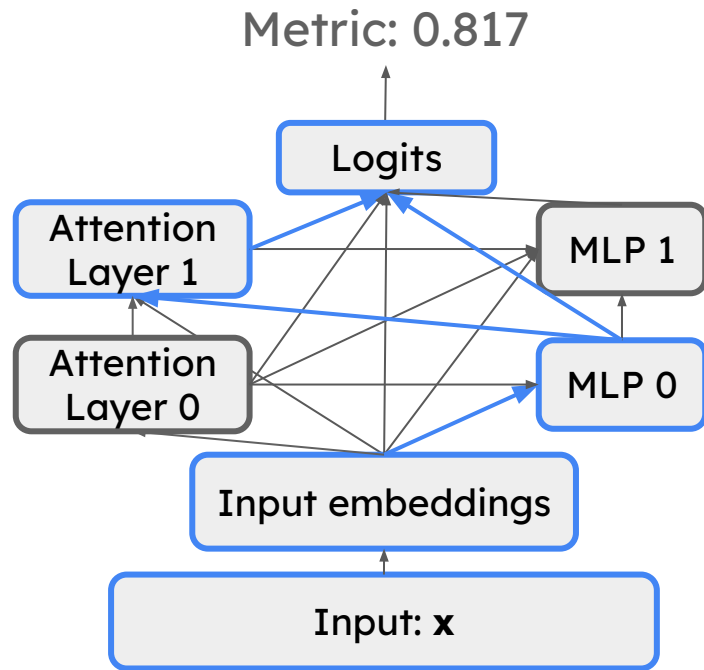 Metric: 0.817
Logits
Attention
Layer 1
MLP 1
Attention
Layer 0
MLP 0
Input embeddings
Input: x